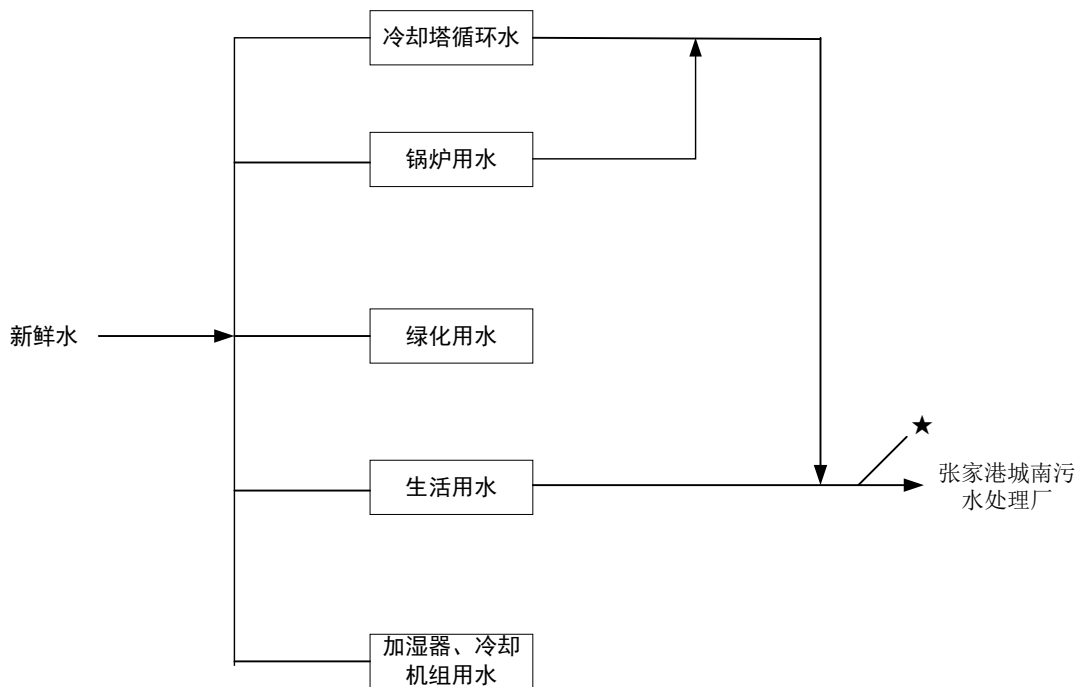 冷却塔循环水
锅炉用水
新鲜水
绿化用水
生活用水
张家港城南污
水处理厂
加湿器、冷却
机组用水